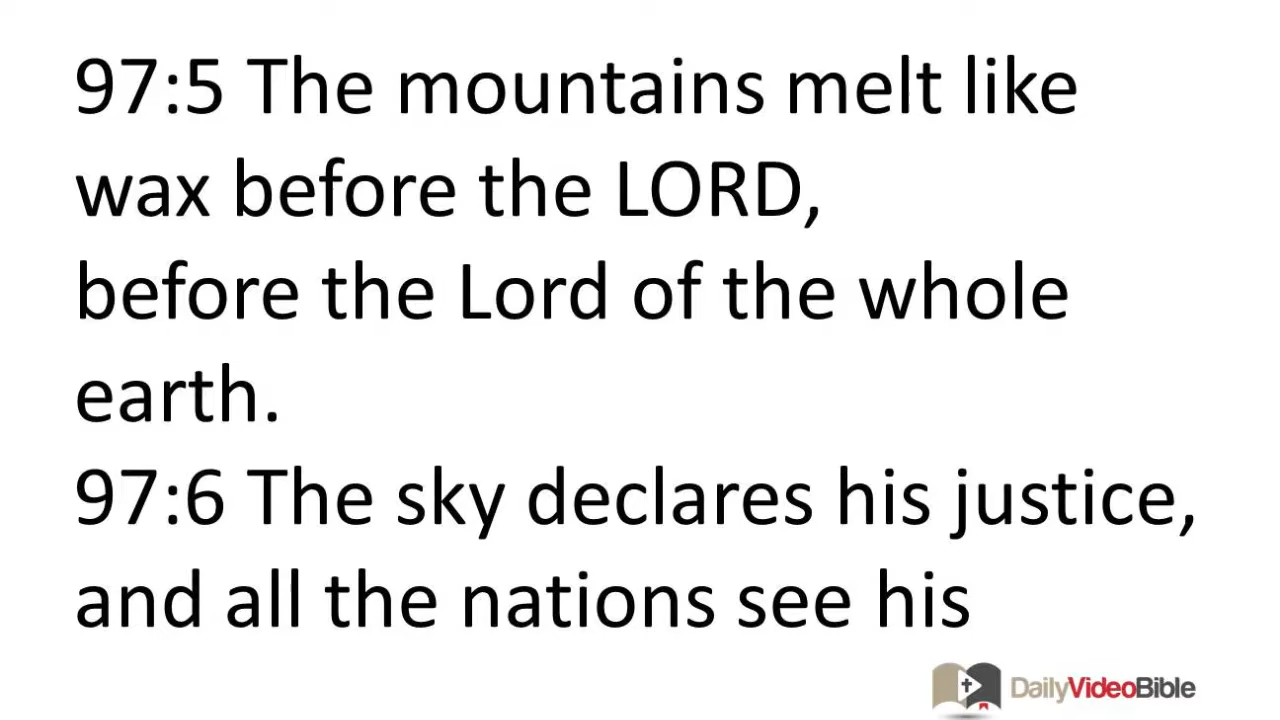 97:5 The mountains melt like
wax before the LORD,
before the Lord of the whole
earth.
97:6 The sky declares his justice,
and all the nations see his
DailyVideoBible